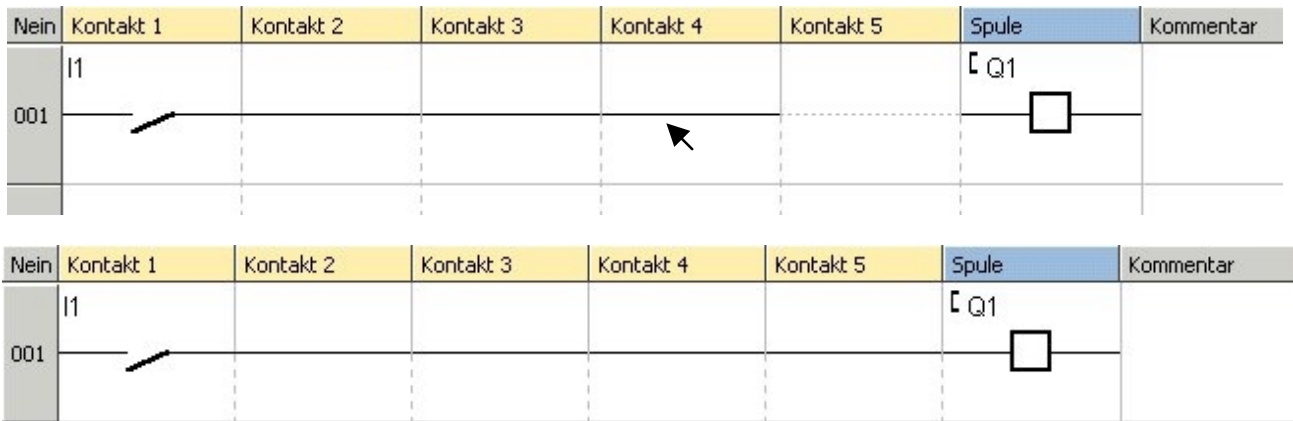 Nein Kontakt 1 Kontakt 2 Kontakt 3 Kontakt 4 Kontakt 5 Spule Kommentar
I1 [ Q1
001
Nein Kontakt 1 Kontakt 2 Kontakt 3 Kontakt 4 Kontakt 5 Spule Kommentar
I1 [ Q1
001